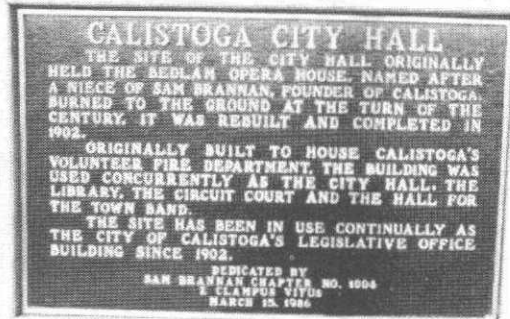 CALISTOGA CITY HALL
THE SITE OF THE CITY HALL ORIGINALLY
HELD THE BEDLAM OPERA HOUSE. NAMED AFTER
A NIECE OF SAM BRANNAN, FOUNDER OF CALISTOGA,
BURNED TO THE GROUND AT THE TURN OF THE
CENTURY. IT WAS REBUILT AND COMPLETED IN
1902.
ORIGINALLY BUILT TO HOUSE CALISTOGA'S
VOLUNTEER FIRE DEPARTMENT, THE BUILDING WAS
USED CONCURRENTLY AS THE CITY HALL, THE
LIBRARY, THE CIRCUIT COURT AND THE HALL FOR
THE TOWN BAND.
THE SITE HAS BEEN IN USE CONTINUALLY AS
THE CITY OF CALISTOGA'S LEGISLATIVE OFFICE
BUILDING SINCE 1902.
DEDICATED BY
SAM BRANNAN CHAPTER NO. 1004
E CLAMPUS VITUS
MARCH 15, 1986